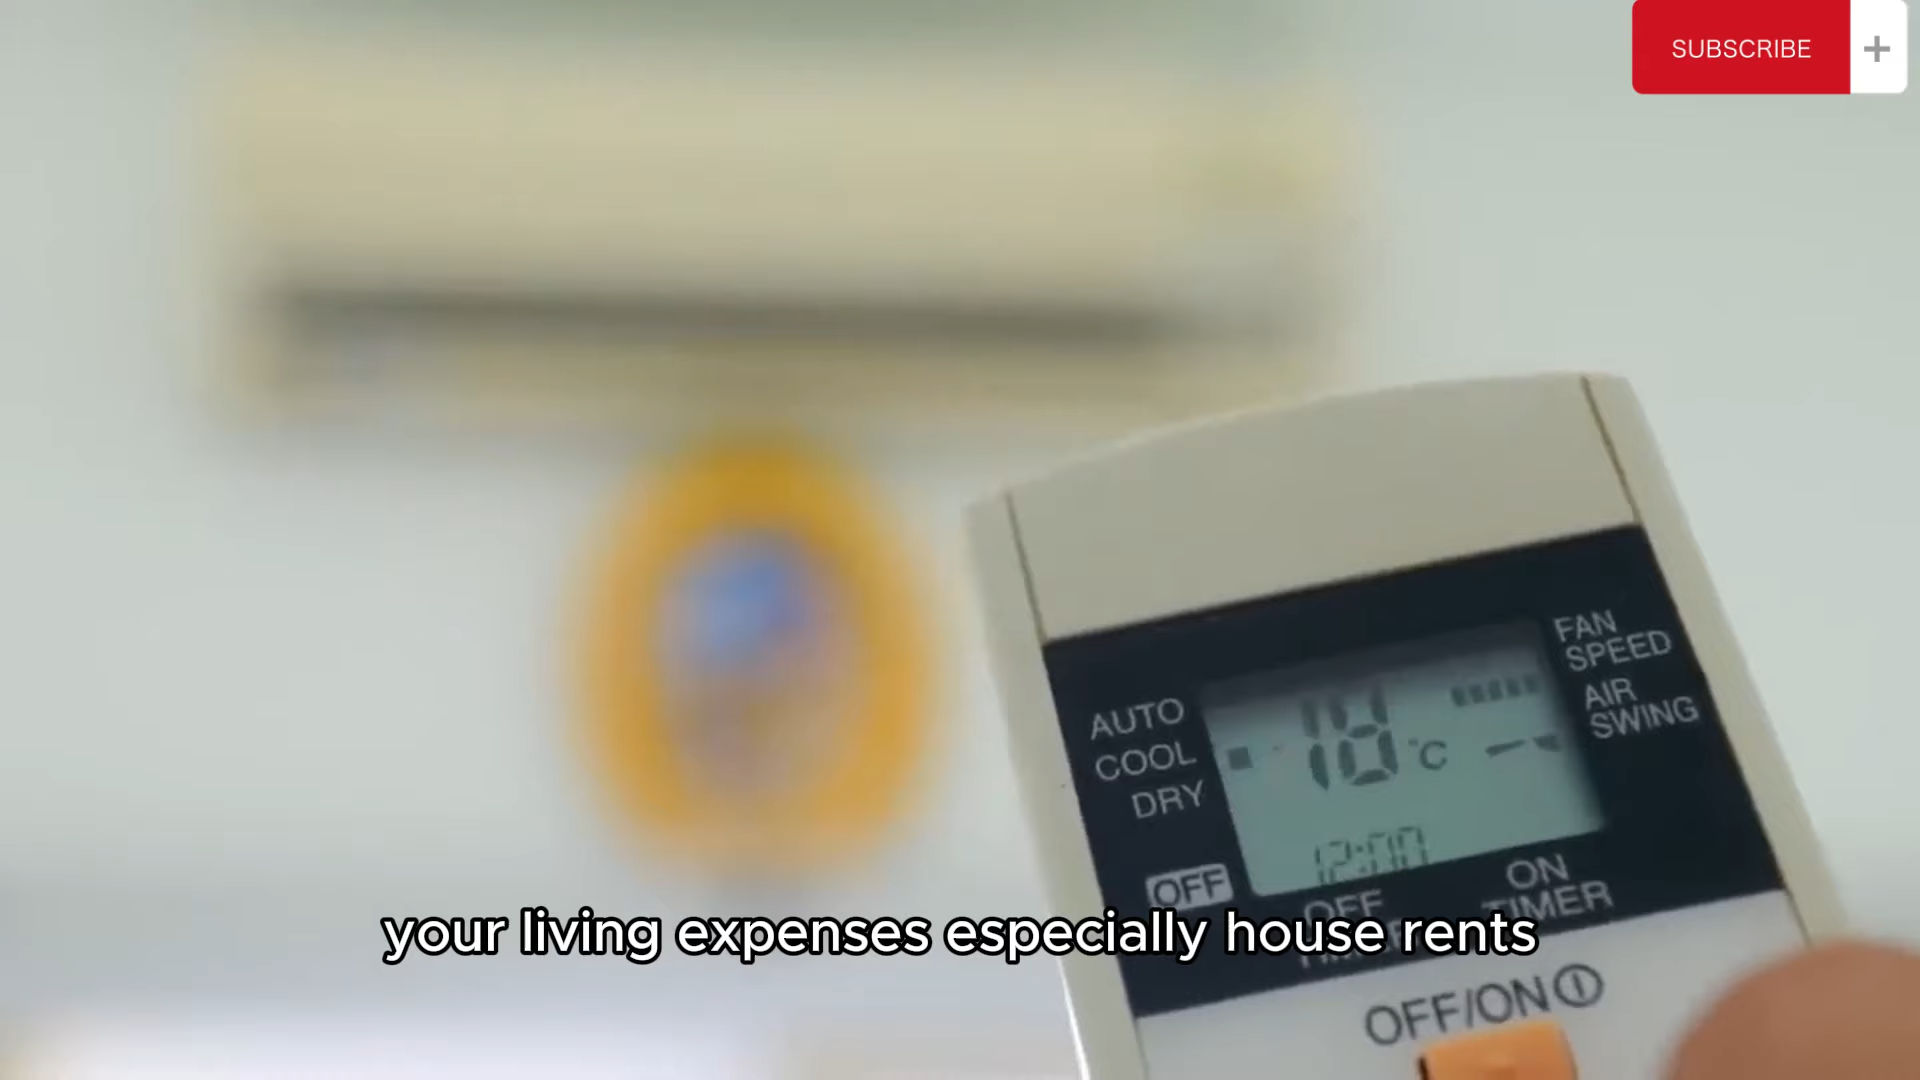 SUBSCRIBE +
FAN
SPEED
AIR
SWING
AUTO
COOL
DRY
18 °C
12:00
OFF
OFF
ON
TIMER
your living expenses especially house rents
OFF/ON